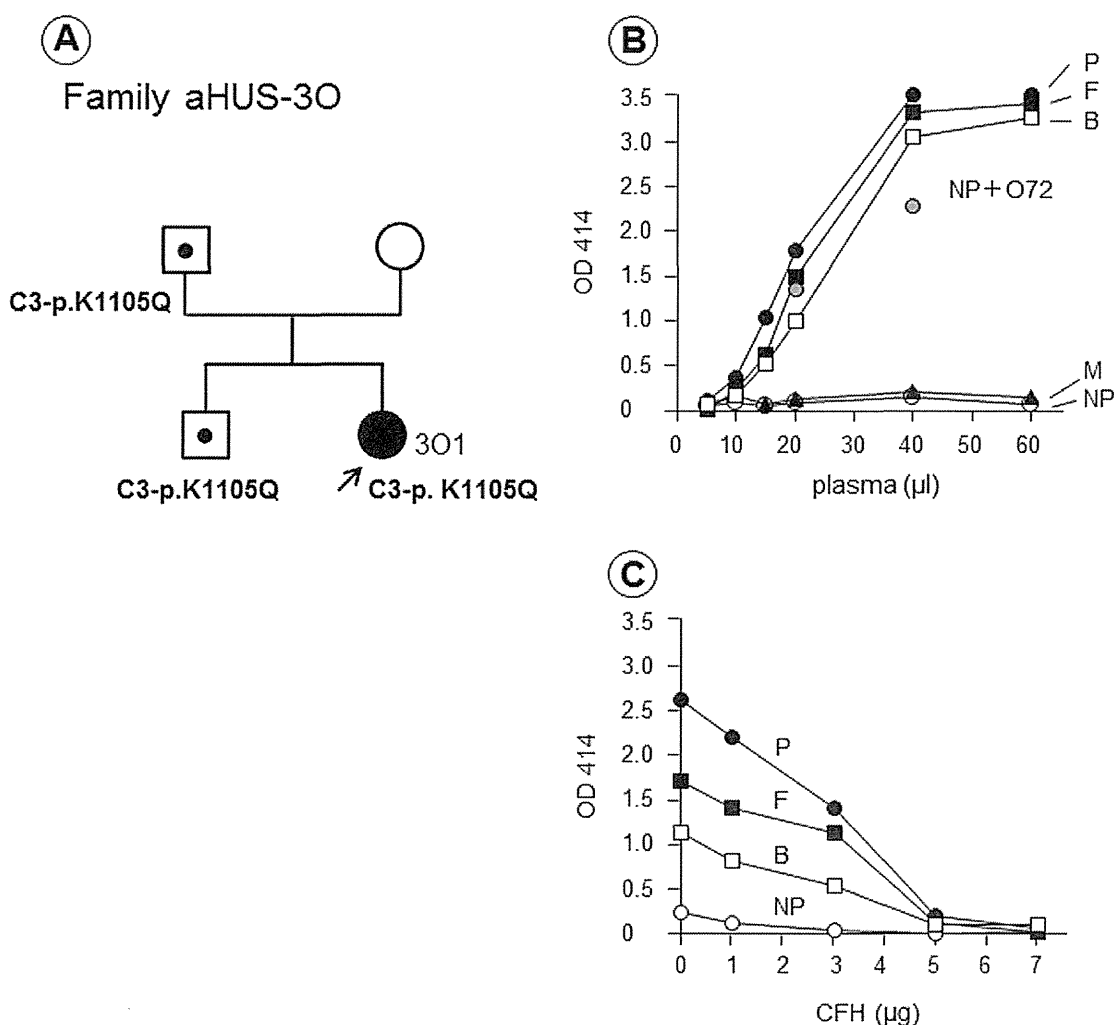 A
Family aHUS-3O
C3-p.K1105Q
3O1
C3-p.K1105Q
C3-p. K1105Q
B
3.5
3.0
2.5
2.0
1.5
1.0
0.5
0
OD 414
P
F
B
NP+O72
M
NP
0 10 20 30 40 50 60
plasma (µl)
C
3.5
3.0
2.5
2.0
1.5
1.0
0.5
0
OD 414
P
F
B
NP
0 1 2 3 4 5 6 7
CFH (µg)